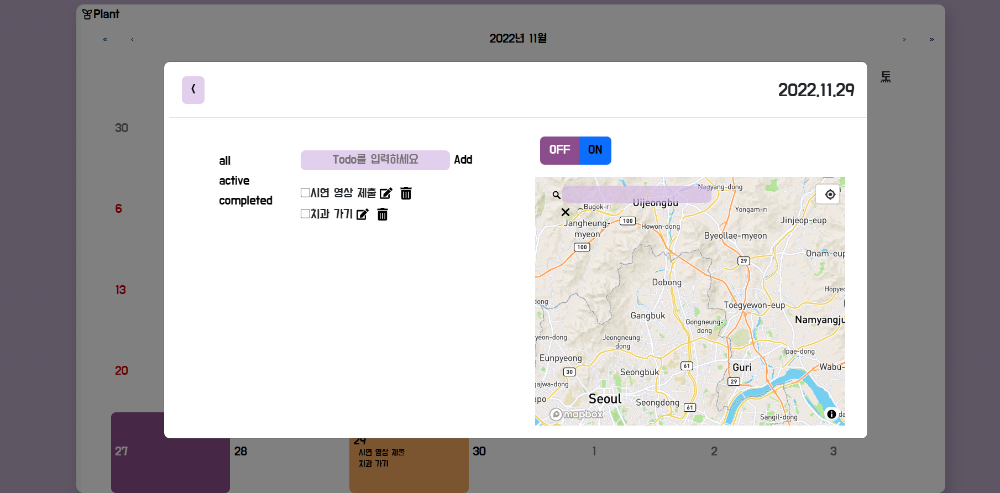 Plant
« ‹ 2022년 11월 › »
토
‹ 2022.11.29
30
6
13
20
all
active
completed
Todo를 입력하세요 Add
시연 영상 제출
치과 가기
OFF ON
Nagyang-dong
Uijeongbu
Bugok-ri
Yongam-ri
Jangheung-
myeon
100
Howon-dong
Jinjeop-eup
Byeollae-myeon
100
29
Onam-eup
Dobong
Hopyeo
dong
Toegyewon-eup
Gangbuk
Gongneung-
dong
Namyangju
yeon-dong
Jeongneung-
dong
Ipae-dong
Eunpyeong
61
Guri
Wabu-
30
Seongbuk
29
gajwa-dong
apo
Seoul
Seongdong
61
mapbox
Sangil-dong
da
27
28
29
시연 영상 제출
치과 가기
30
1
2
3